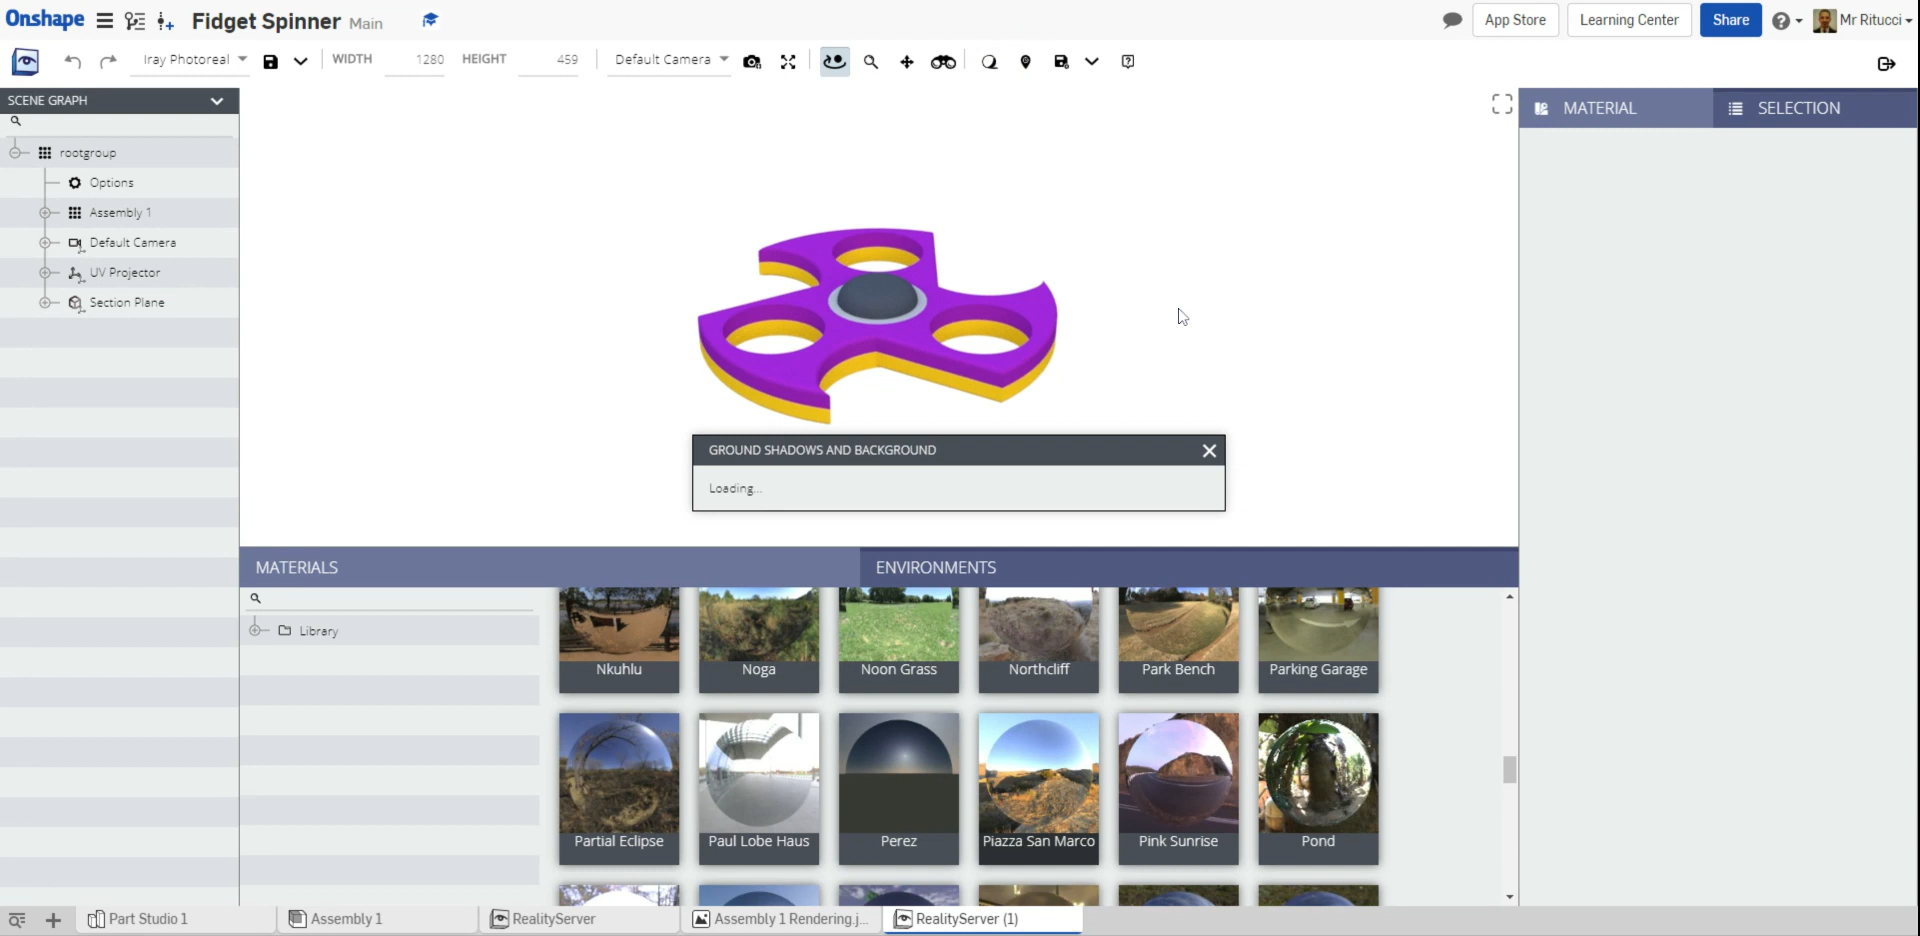 Onshape Fidget Spinner Main App Store Learning Center Share Mr Ritucci
Iray Photoreal WIDTH 1280 HEIGHT 459 Default Camera
SCENE GRAPH
rootgroup
Options
Assembly 1
Default Camera
UV Projector
Section Plane
MATERIAL SELECTION
GROUND SHADOWS AND BACKGROUND
Loading...
MATERIALS ENVIRONMENTS
Library
Nkuhlu Noga Noon Grass Northcliff Park Bench Parking Garage
Partial Eclipse Paul Lobe Haus Perez Piazza San Marco Pink Sunrise Pond
Part Studio 1 Assembly 1 RealityServer Assembly 1 Rendering.j... RealityServer (1)